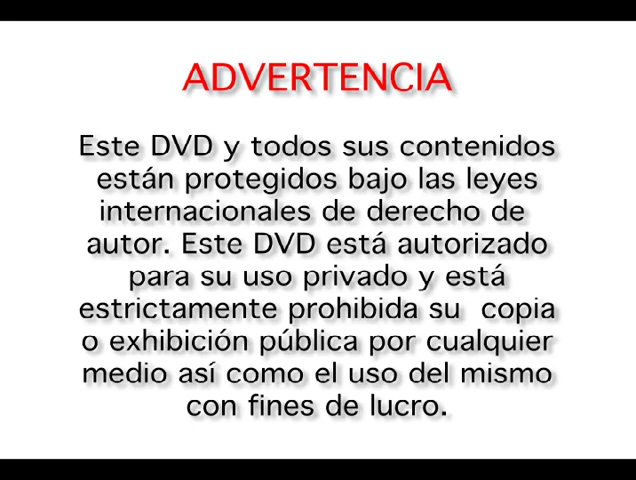 ADVERTENCIA
Este DVD y todos sus contenidos
están protegidos bajo las leyes
internacionales de derecho de
autor. Este DVD está autorizado
para su uso privado y está
estrictamente prohibida su copia
o exhibición pública por cualquier
medio así como el uso del mismo
con fines de lucro.